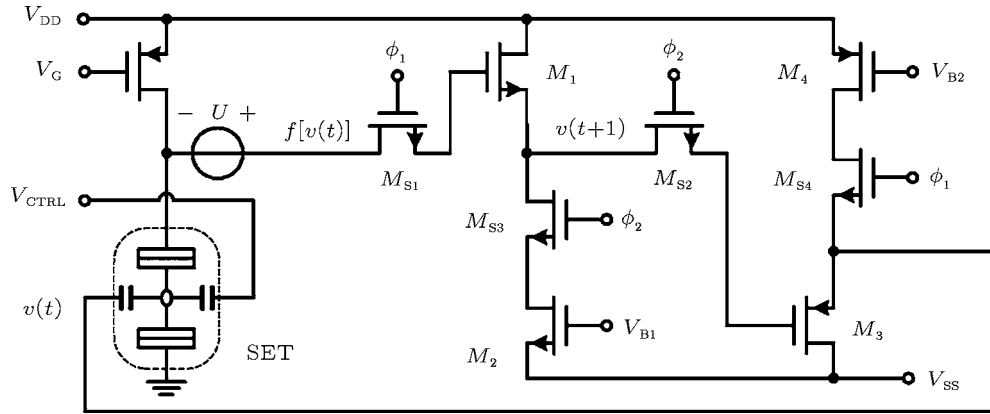 V_DD
V_G
− U +
f[v(t)]
ϕ_1
M_S1
M_1
v(t+1)
ϕ_2
M_S2
M_4
V_B2
M_S4
ϕ_1
V_CTRL
M_S3
ϕ_2
v(t)
SET
M_2
V_B1
M_3
V_SS